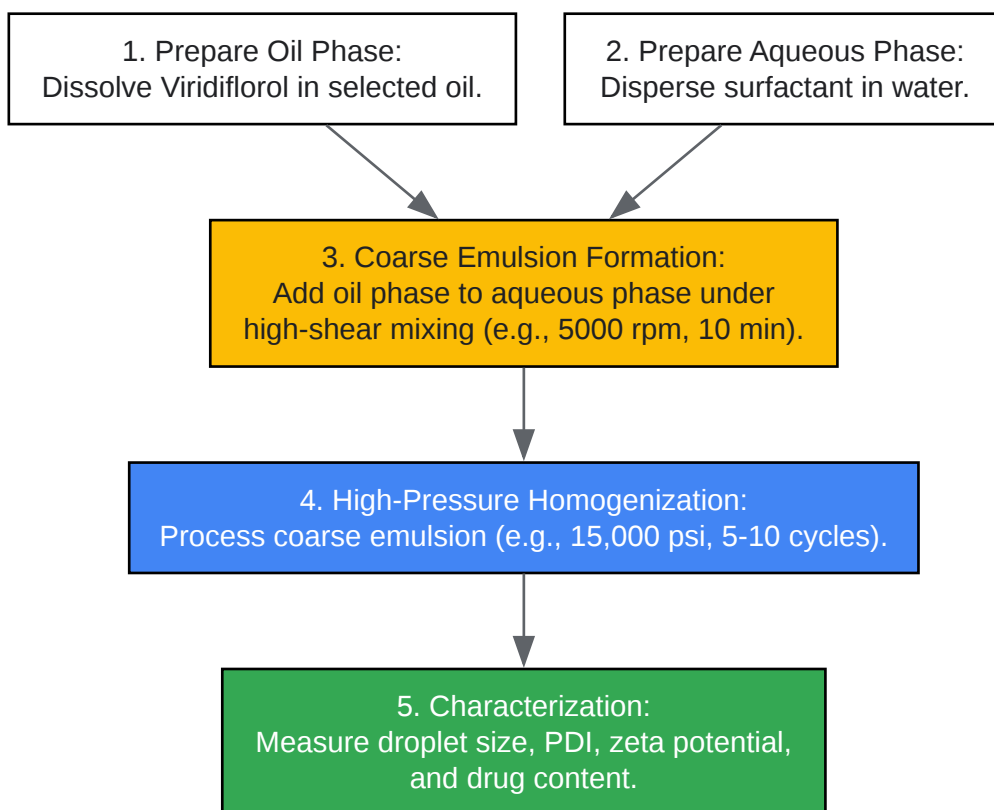 1. Prepare Oil Phase:
Dissolve Viridiflorol in selected oil.
2. Prepare Aqueous Phase:
Disperse surfactant in water.
3. Coarse Emulsion Formation:
Add oil phase to aqueous phase under
high-shear mixing (e.g., 5000 rpm, 10 min).
4. High-Pressure Homogenization:
Process coarse emulsion (e.g., 15,000 psi, 5-10 cycles).
5. Characterization:
Measure droplet size, PDI, zeta potential,
and drug content.